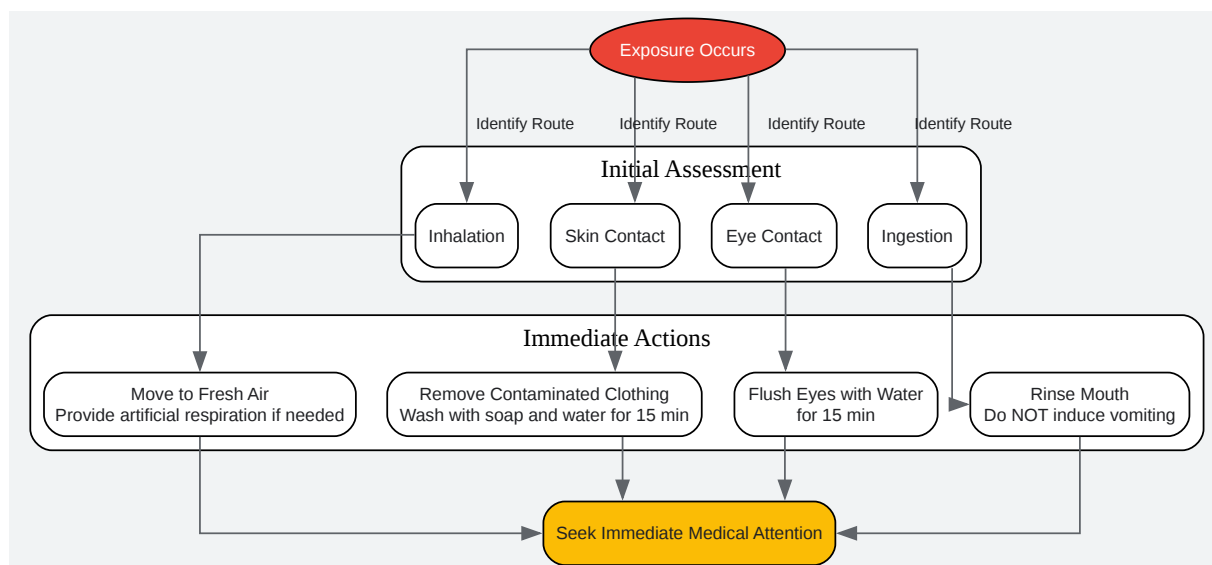 Exposure Occurs
Identify Route
Identify Route
Identify Route
Identify Route
Initial Assessment
Inhalation
Skin Contact
Eye Contact
Ingestion
Immediate Actions
Move to Fresh Air
Provide artificial respiration if needed
Remove Contaminated Clothing
Wash with soap and water for 15 min
Flush Eyes with Water
for 15 min
Rinse Mouth
Do NOT induce vomiting
Seek Immediate Medical Attention